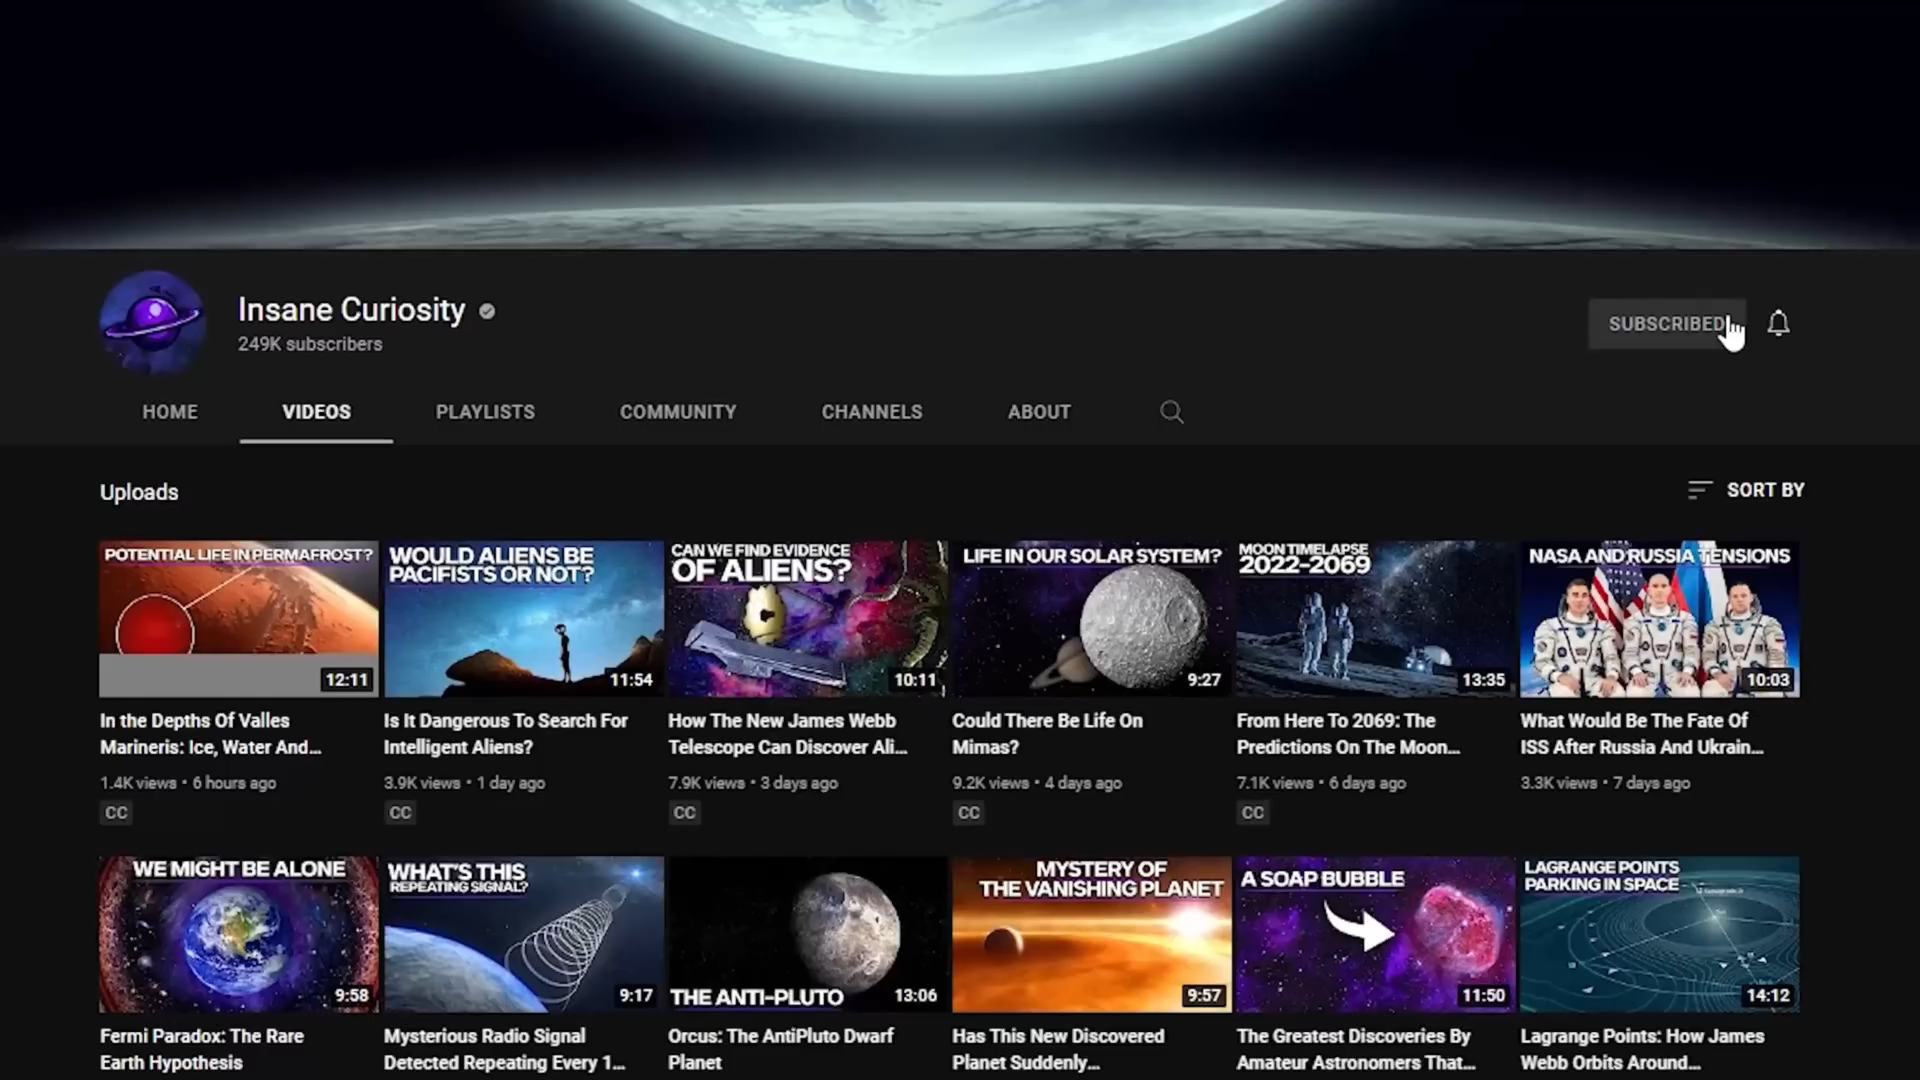 Insane Curiosity
249K subscribers
SUBSCRIBED
HOME
VIDEOS
PLAYLISTS
COMMUNITY
CHANNELS
ABOUT
Uploads
SORT BY
POTENTIAL LIFE IN PERMAFROST?
12:11
WOULD ALIENS BE
PACIFISTS OR NOT?
11:54
CAN WE FIND EVIDENCE
OF ALIENS?
10:11
LIFE IN OUR SOLAR SYSTEM?
9:27
MOON TIMELAPSE
2022-2069
13:35
NASA AND RUSSIA TENSIONS
10:03
In the Depths Of Valles
Marineris: Ice, Water And...
1.4K views • 6 hours ago
CC
Is It Dangerous To Search For
Intelligent Aliens?
3.9K views • 1 day ago
CC
How The New James Webb
Telescope Can Discover Ali...
7.9K views • 3 days ago
CC
Could There Be Life On
Mimas?
9.2K views • 4 days ago
CC
From Here To 2069: The
Predictions On The Moon...
7.1K views • 6 days ago
CC
What Would Be The Fate Of
ISS After Russia And Ukrain...
3.3K views • 7 days ago
WE MIGHT BE ALONE
9:58
WHAT'S THIS
REPEATING SIGNAL?
9:17
THE ANTI-PLUTO
13:06
MYSTERY OF
THE VANISHING PLANET
9:57
A SOAP BUBBLE
11:50
LAGRANGE POINTS
PARKING IN SPACE
14:12
Fermi Paradox: The Rare
Earth Hypothesis
Mysterious Radio Signal
Detected Repeating Every 1...
Orcus: The AntiPluto Dwarf
Planet
Has This New Discovered
Planet Suddenly...
The Greatest Discoveries By
Amateur Astronomers That...
Lagrange Points: How James
Webb Orbits Around...